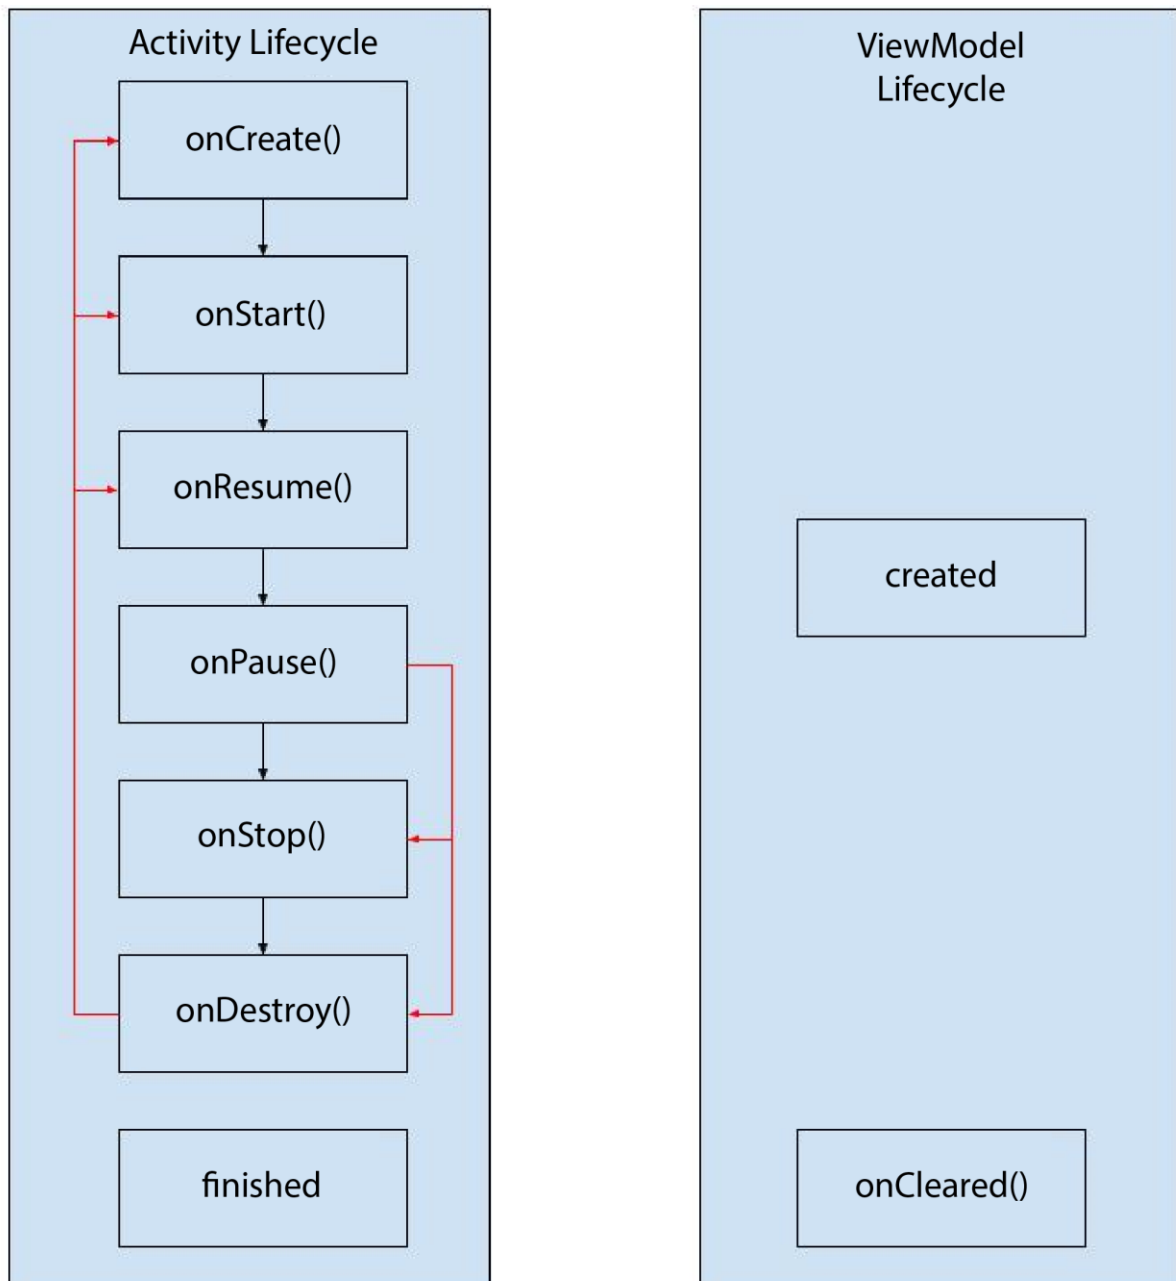 Activity Lifecycle
onCreate()
onStart()
onResume()
onPause()
onStop()
onDestroy()
finished
ViewModel
Lifecycle
created
onCleared()